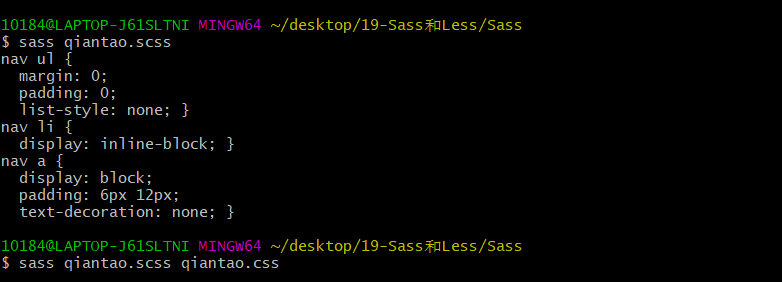 10184@LAPTOP-J61SLTNI MINGW64 ~/desktop/19-Sass和Less/Sass
$ sass qiantao.scss
nav ul {
  margin: 0;
  padding: 0;
  list-style: none; }
nav li {
  display: inline-block; }
nav a {
  display: block;
  padding: 6px 12px;
  text-decoration: none; }
10184@LAPTOP-J61SLTNI MINGW64 ~/desktop/19-Sass和Less/Sass
$ sass qiantao.scss qiantao.css